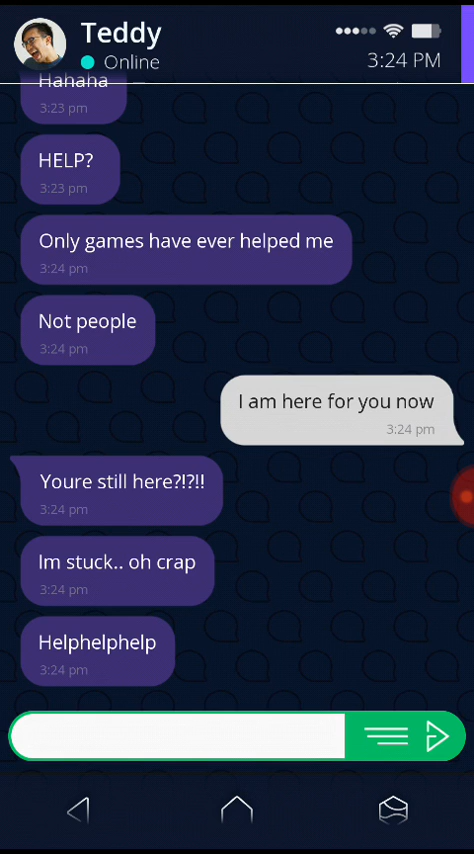 Teddy
Online
3:24 PM
Hahaha
3:23 pm
HELP?
3:23 pm
Only games have ever helped me
3:24 pm
Not people
3:24 pm
I am here for you now
3:24 pm
Youre still here?!?!!
3:24 pm
Im stuck.. oh crap
3:24 pm
Helphelphelp
3:24 pm